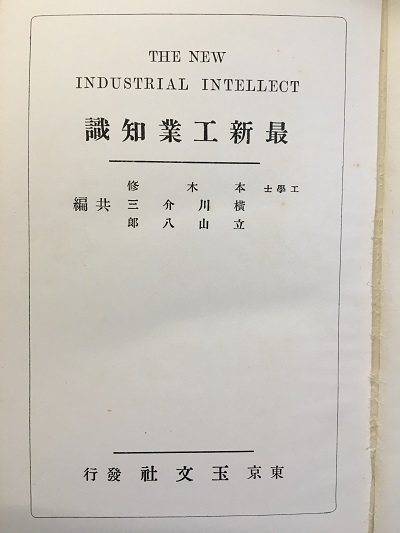 THE NEW
INDUSTRIAL INTELLECT
最新工業知識
工學士 本木修
横川介三
立山八郎
共編
東京 玉文社 發行